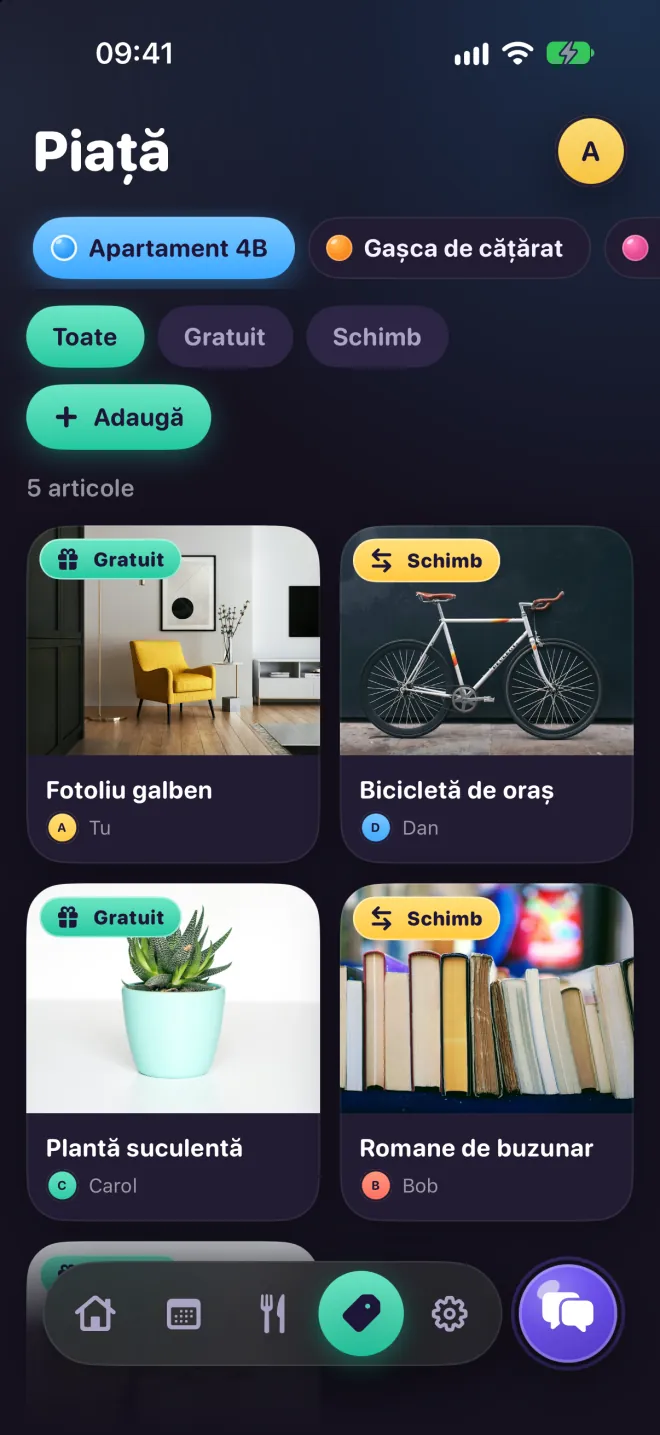 09:41
Piață
A
Apartament 4B
Gașca de cățărat
Toate
Gratuit
Schimb
+ Adaugă
5 articole
Gratuit
Schimb
Fotoliu galben
A Tu
Bicicletă de oraș
D Dan
Gratuit
Schimb
Plantă suculentă
C Carol
Romane de buzunar
B Bob